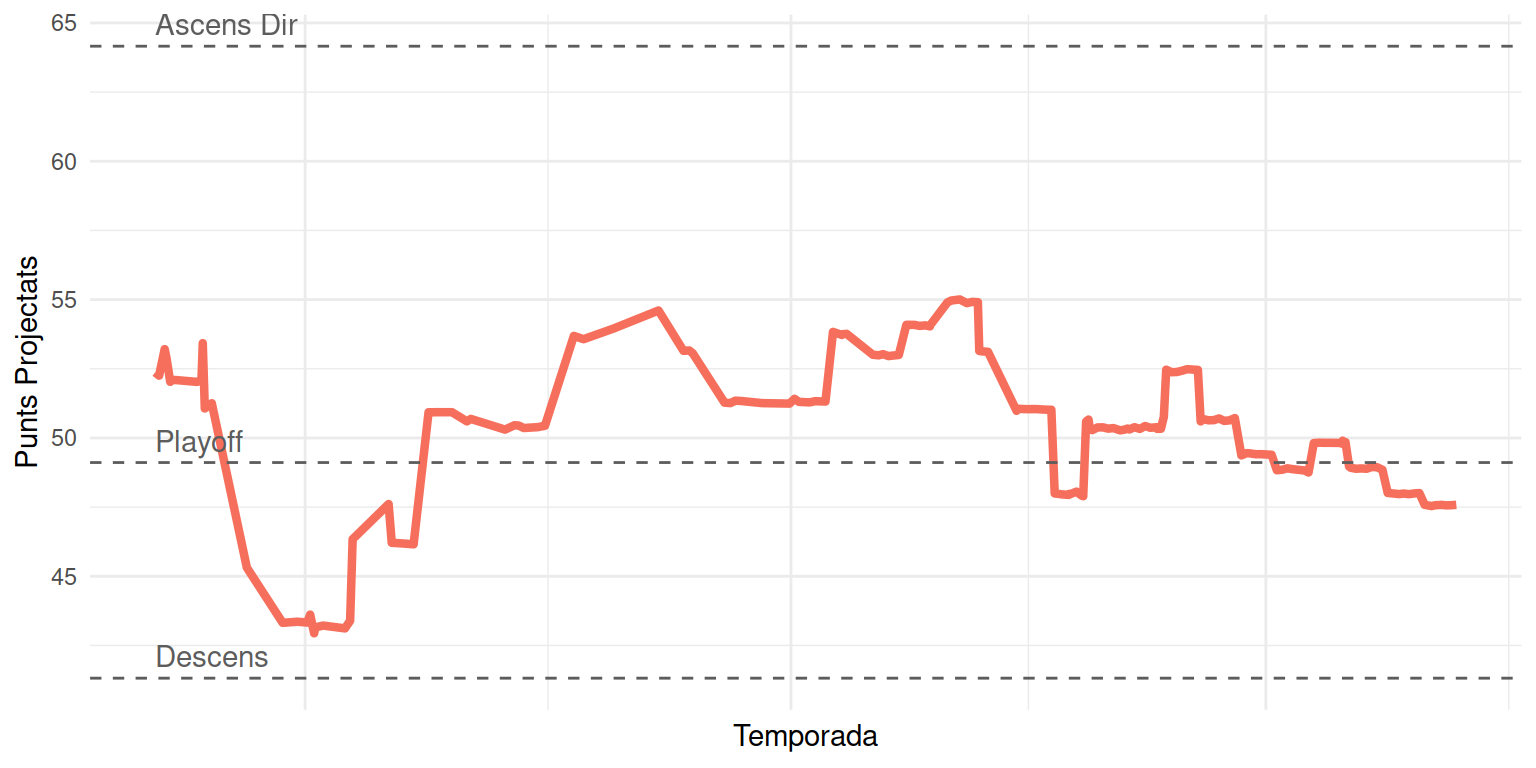 65
Ascens Dir
60
55
50
Playoff
45
Descens
Punts Projectats
Temporada